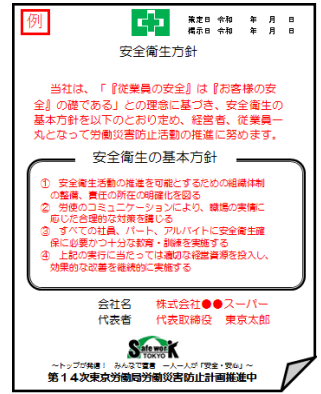 例
策定日 令和 年 月 日
掲示日 令和 年 月 日
安全衛生方針
当社は、「『従業員の安全』は『お客様の安
全』の礎である」との理念に基づき、安全衛生の
基本方針を以下のとおり定め、経営者、従業員一
丸となって労働災害防止活動の推進に努めます。
安全衛生の基本方針
① 安全衛生活動の推進を可能とするための組織体制
の整備、責任の所在の明確化を図る
② 労使のコミュニケーションにより、職場の実情に
応じた合理的な対策を講じる
③ すべての社員、パート、アルバイトに安全衛生確
保に必要かつ十分な教育・訓練を実施する
④ 上記の実行に当たっては適切な経営資源を投入し、
効果的な改善を継続的に実施する
会社名 株式会社●●スーパー
代表者 代表取締役 東京太郎
Safe work
TOKYO
～トップが発信！ みんなで宣言 一人一人が「安全・安心」～
第１４次東京労働局労働災害防止計画推進中